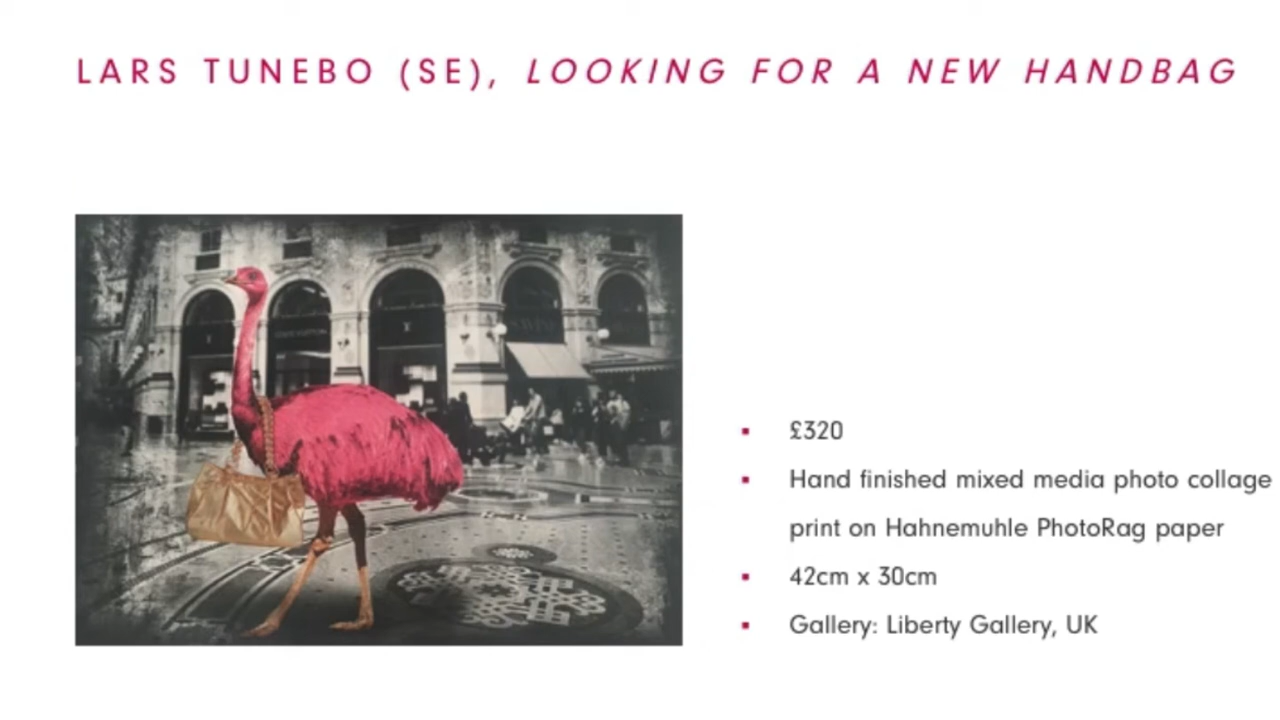 LARS TUNEBO (SE), LOOKING FOR A NEW HANDBAG
▪ £320
▪ Hand finished mixed media photo collage
print on Hahnemuhle PhotoRag paper
▪ 42cm x 30cm
▪ Gallery: Liberty Gallery, UK